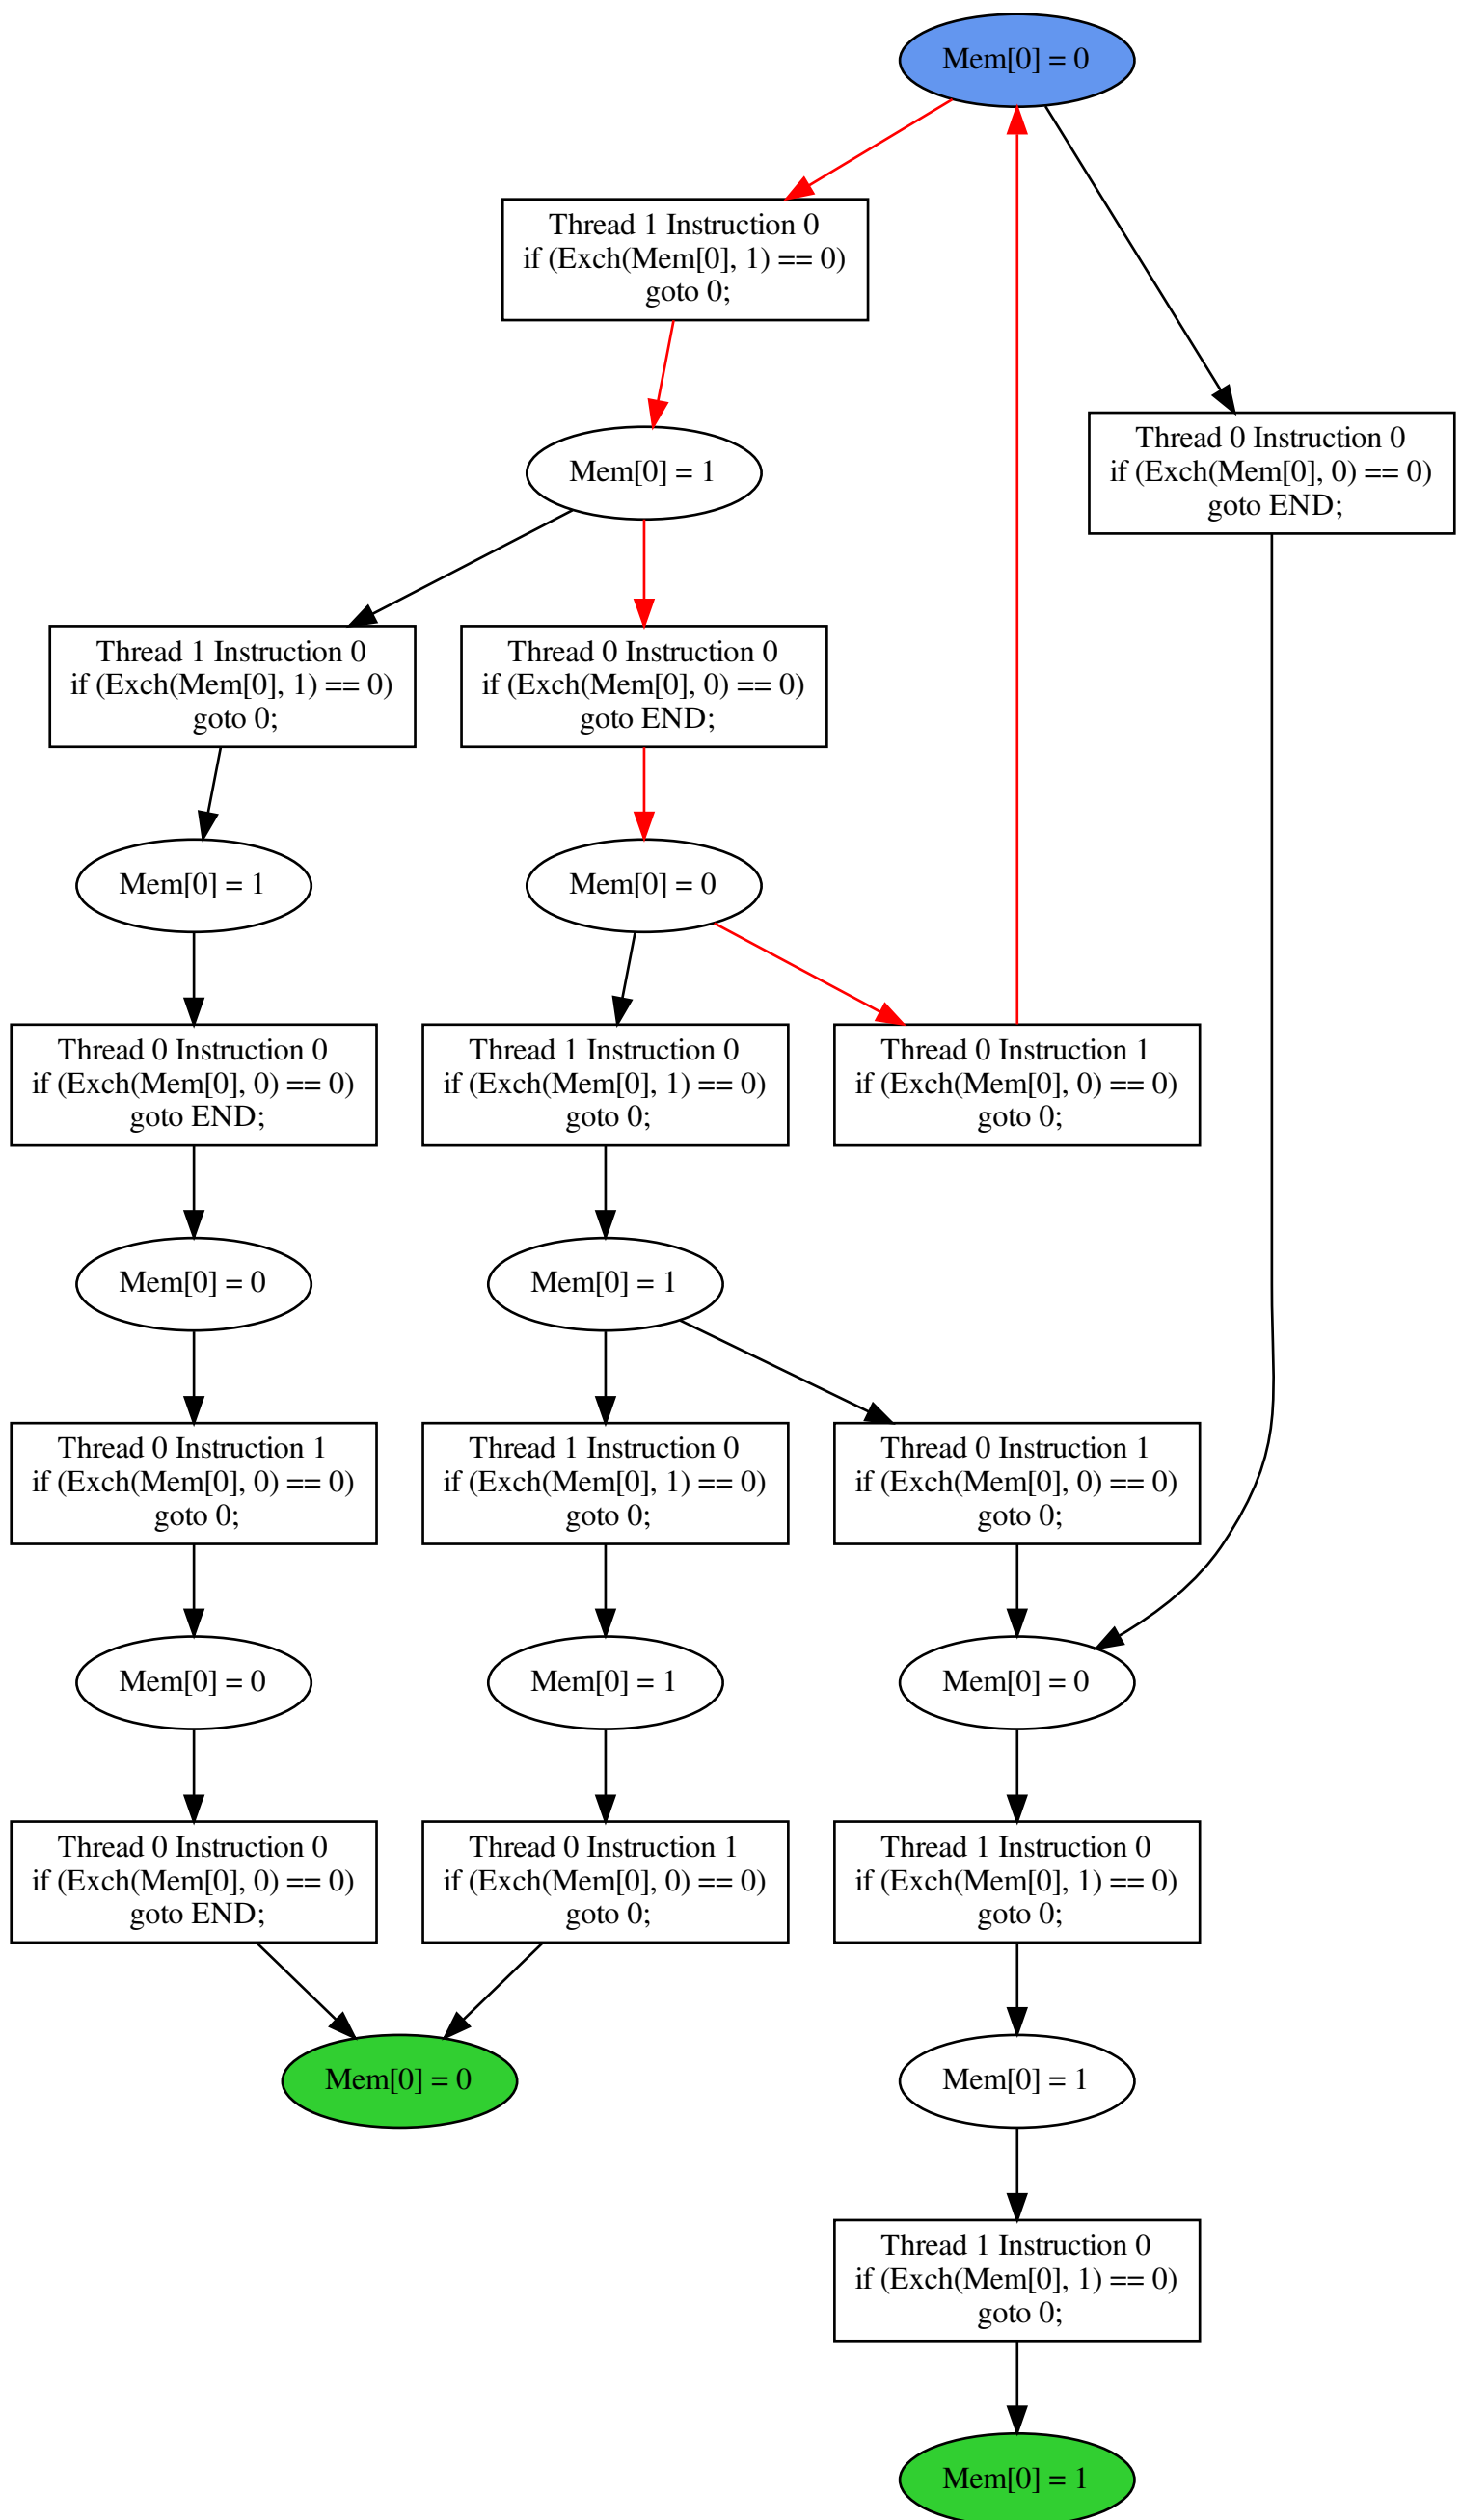 Mem[0] = 0
Thread 1 Instruction 0
if (Exch(Mem[0], 1) == 0)
goto 0;
Mem[0] = 1
Thread 0 Instruction 0
if (Exch(Mem[0], 0) == 0)
goto END;
Thread 1 Instruction 0
if (Exch(Mem[0], 1) == 0)
goto 0;
Thread 0 Instruction 0
if (Exch(Mem[0], 0) == 0)
goto END;
Mem[0] = 1
Mem[0] = 0
Thread 0 Instruction 0
if (Exch(Mem[0], 0) == 0)
goto END;
Thread 1 Instruction 0
if (Exch(Mem[0], 1) == 0)
goto 0;
Thread 0 Instruction 1
if (Exch(Mem[0], 0) == 0)
goto 0;
Mem[0] = 0
Mem[0] = 1
Thread 0 Instruction 1
if (Exch(Mem[0], 0) == 0)
goto 0;
Thread 1 Instruction 0
if (Exch(Mem[0], 1) == 0)
goto 0;
Thread 0 Instruction 1
if (Exch(Mem[0], 0) == 0)
goto 0;
Mem[0] = 0
Mem[0] = 1
Mem[0] = 0
Thread 0 Instruction 0
if (Exch(Mem[0], 0) == 0)
goto END;
Thread 0 Instruction 1
if (Exch(Mem[0], 0) == 0)
goto 0;
Thread 1 Instruction 0
if (Exch(Mem[0], 1) == 0)
goto 0;
Mem[0] = 0
Mem[0] = 1
Thread 1 Instruction 0
if (Exch(Mem[0], 1) == 0)
goto 0;
Mem[0] = 1